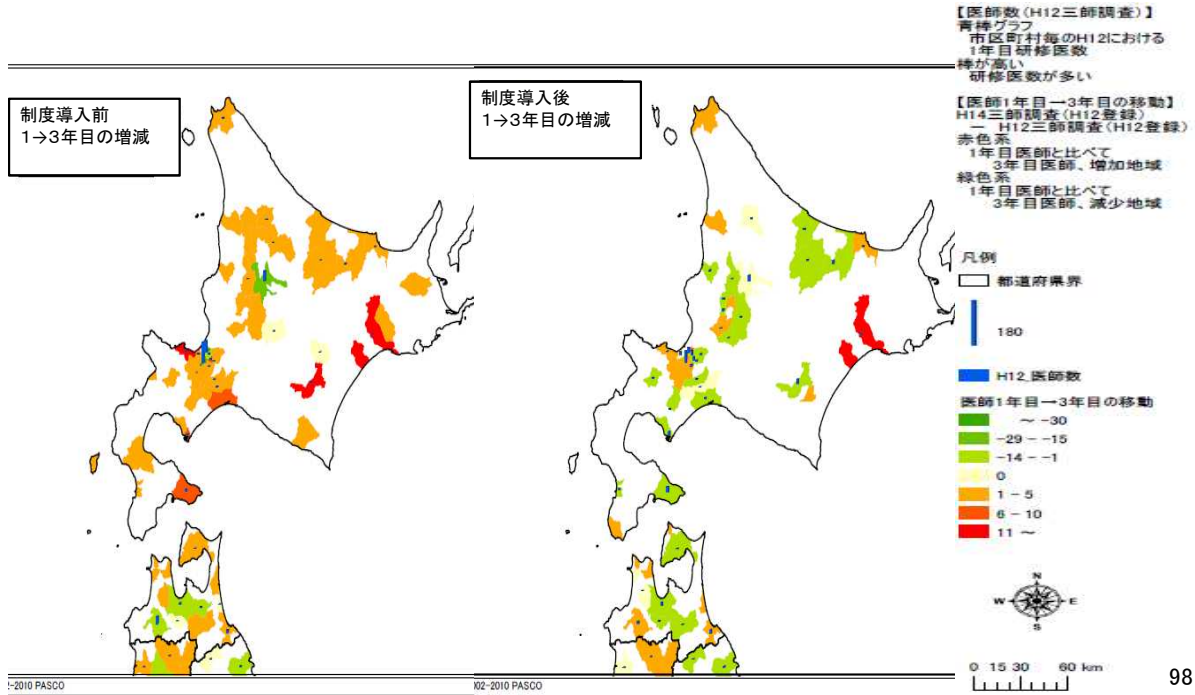 【医師数(H12三師調査)】
青棒グラフ
市区町村毎のH12における
1年目研修医数
棒が高い
研修医数が多い
【医師1年目→3年目の移動】
H14三師調査(H12登録)
ー H12三師調査(H12登録)
赤色系
1年目医師と比べて
3年目医師、増加地域
緑色系
1年目医師と比べて
3年目医師、減少地域
制度導入前
1→3年目の増減
制度導入後
1→3年目の増減
凡例
都道府県界
180
H12_医師数
医師1年目→3年目の移動
~ -30
-29 - -15
-14 - -1
0
1 - 5
6 - 10
11 ~
N
W E
S
0 15 30 60 km
2-2010 PASCO
002-2010 PASCO
98